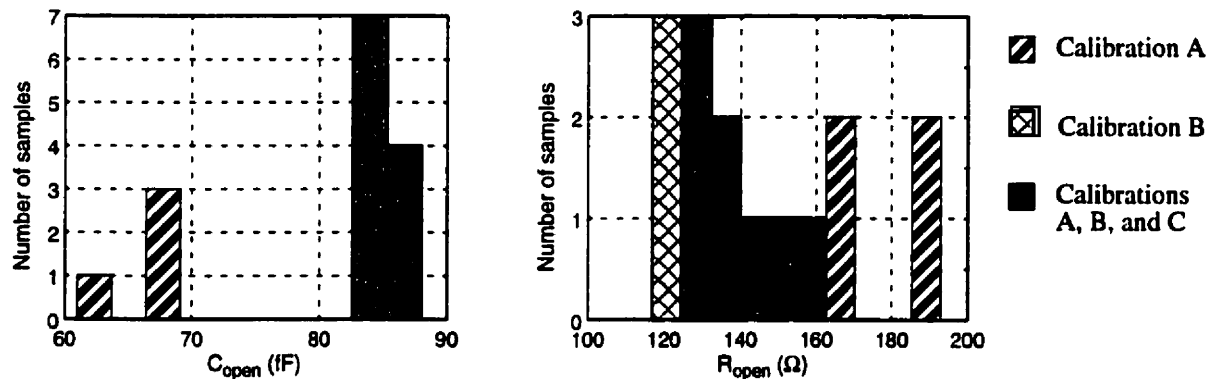 Number of samples
7
6
5
4
3
2
1
0
60
70
80
90
C_open (fF)
Number of samples
3
2
1
0
100
120
140
160
180
200
R_open (Ω)
Calibration A
Calibration B
Calibrations
A, B, and C